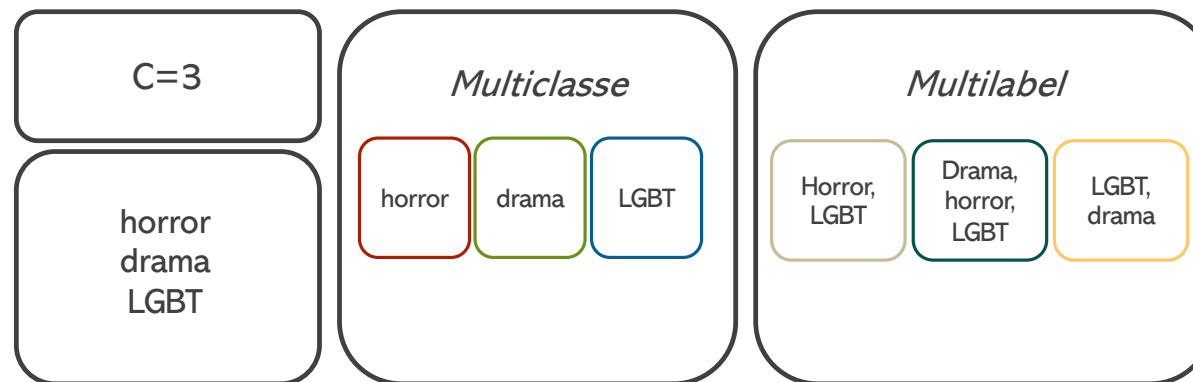 C=3
horror
drama
LGBT
Multiclasse
horror
drama
LGBT
Multilabel
Horror,
LGBT
Drama,
horror,
LGBT
LGBT,
drama